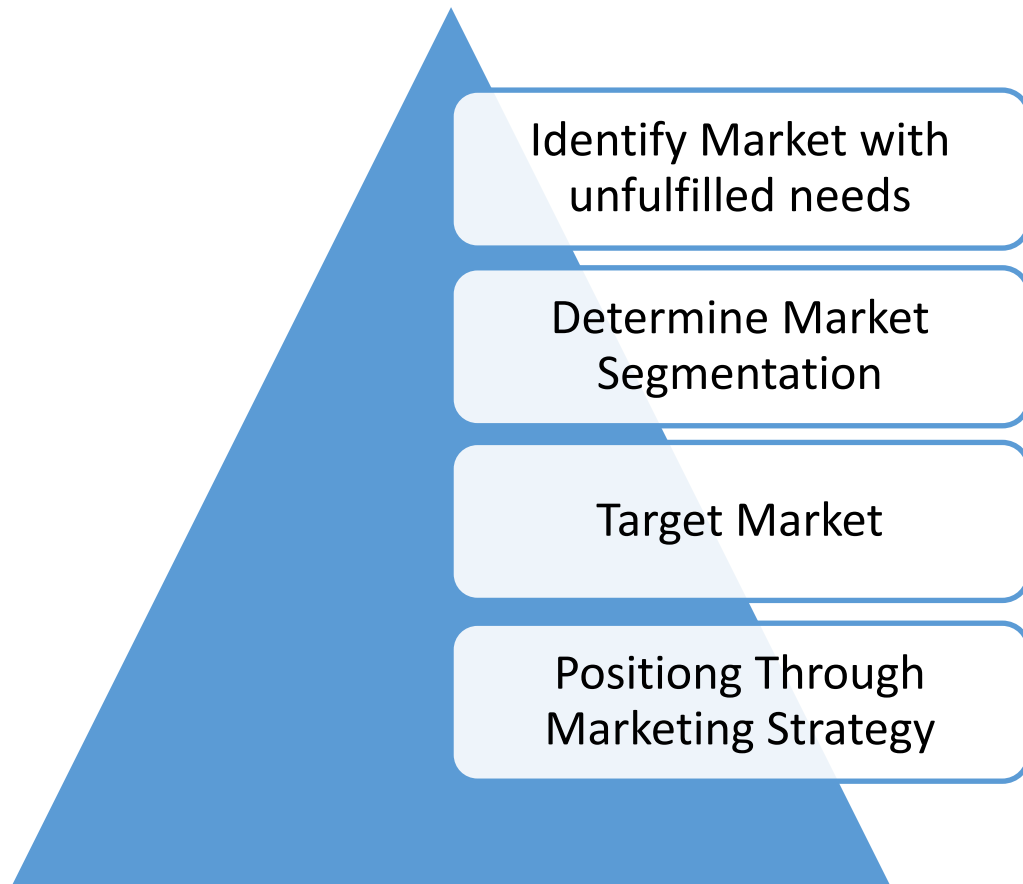 Identify Market with
unfulfilled needs
Determine Market
Segmentation
Target Market
Positiong Through
Marketing Strategy